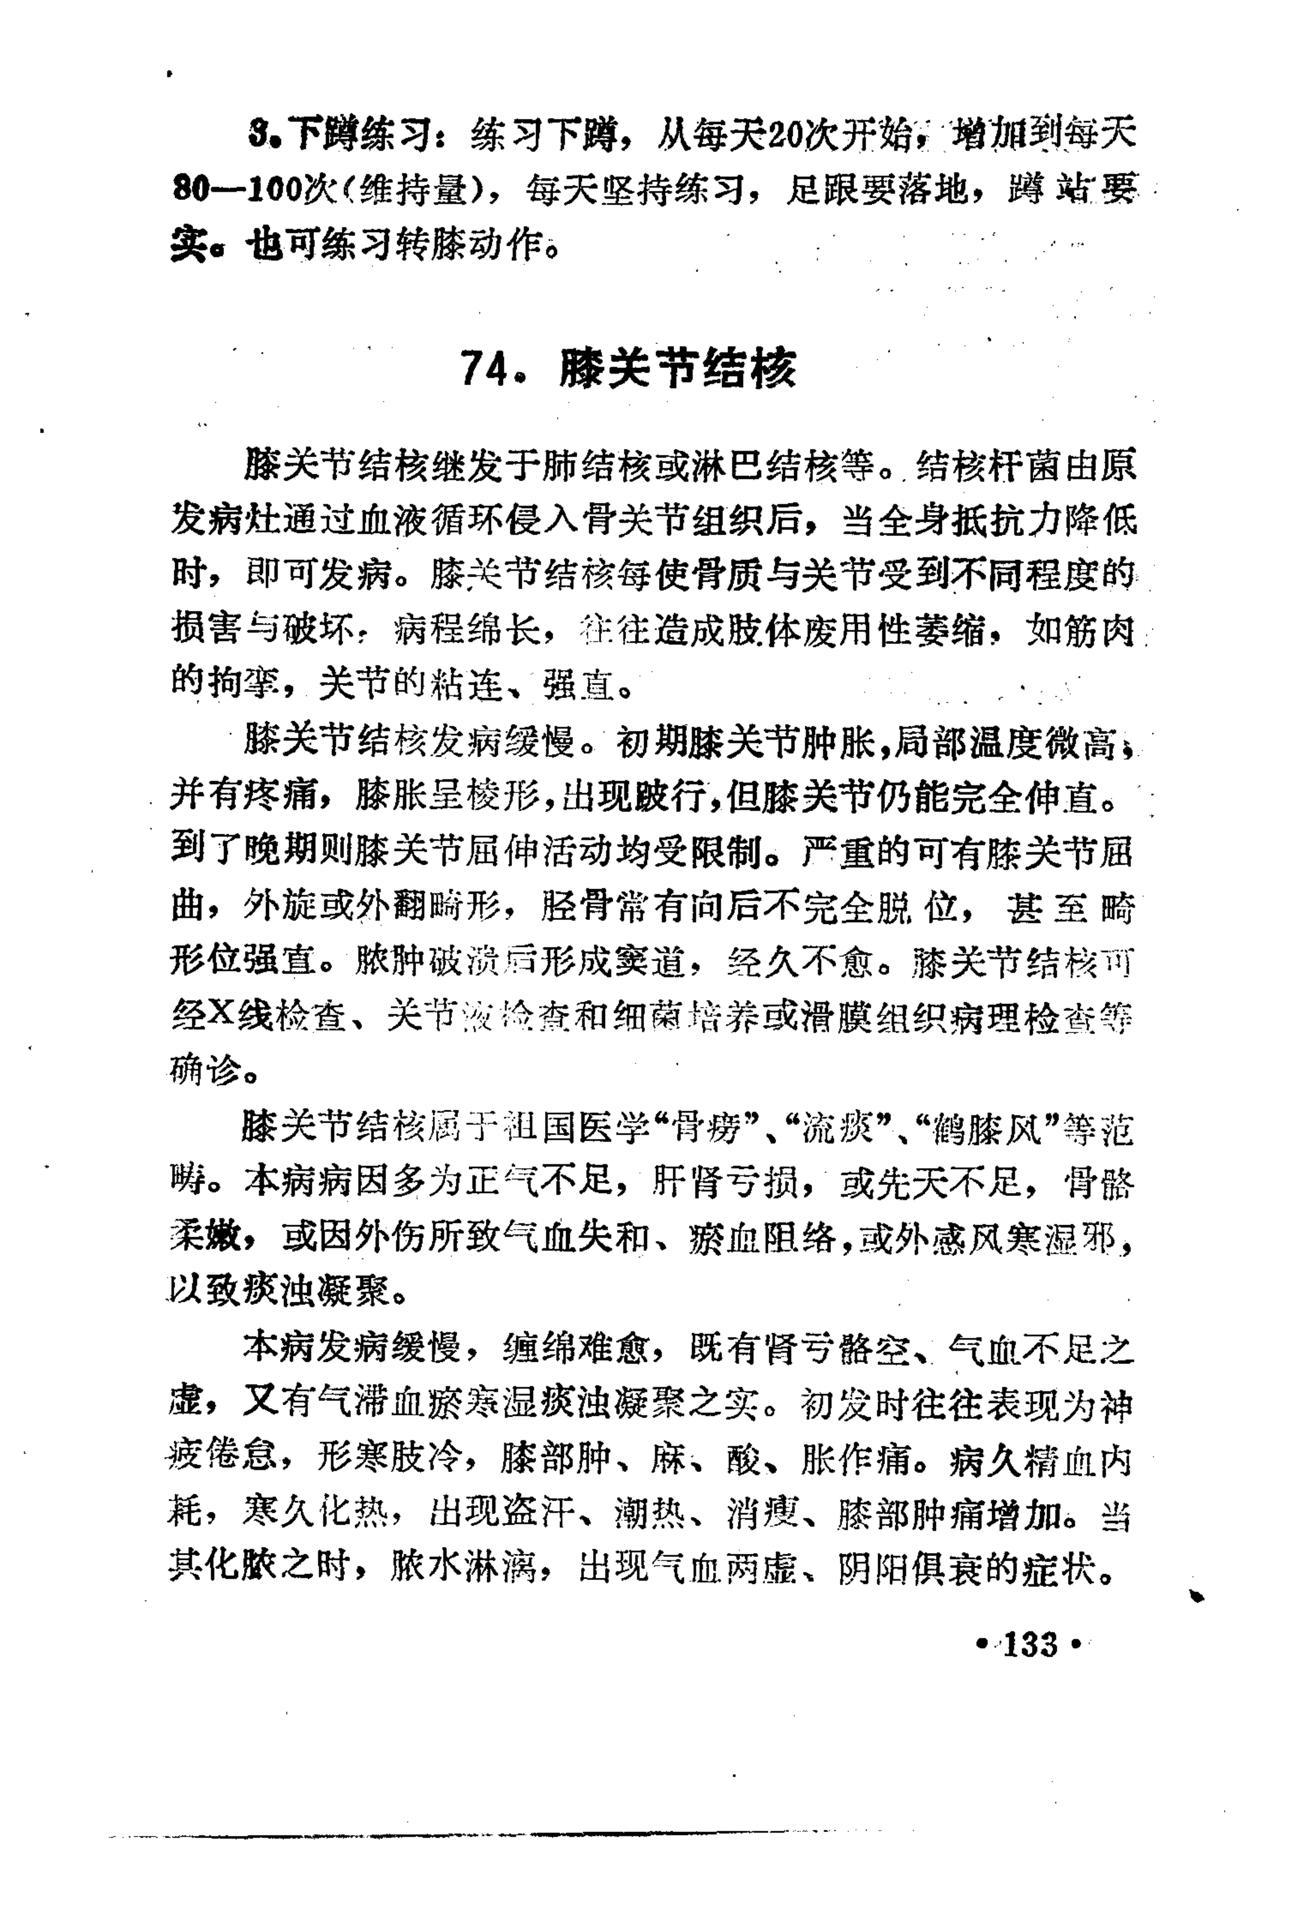 3.下蹲练习：练习下蹲，从每天20次开始，增加到每天
80—100次（维持量），每天坚持练习，足跟要落地，蹲站要
实。也可练习转膝动作。
74．膝关节结核
膝关节结核继发于肺结核或淋巴结核等。结核杆菌由原
发病灶通过血液循环侵入骨关节组织后，当全身抵抗力降低
时，即可发病。膝关节结核每使骨质与关节受到不同程度的
损害与破坏，病程绵长，往往造成肢体废用性萎缩，如筋肉
的拘挛，关节的粘连、强直。
膝关节结核发病缓慢。初期膝关节肿胀，局部温度微高，
并有疼痛，膝胀呈棱形，出现跛行，但膝关节仍能完全伸直。
到了晚期则膝关节屈伸活动均受限制。严重的可有膝关节屈
曲，外旋或外翻畸形，胫骨常有向后不完全脱位，甚至畸
形位强直。脓肿破溃后形成窦道，经久不愈。膝关节结核可
经X线检查、关节液检查和细菌培养或滑膜组织病理检查等
确诊。
膝关节结核属于祖国医学“骨痨”、“流痰”、“鹤膝风”等范
畴。本病病因多为正气不足，肝肾亏损，或先天不足，骨骼
柔嫩，或因外伤所致气血失和、瘀血阻络，或外感风寒湿邪，
以致痰浊凝聚。
本病发病缓慢，缠绵难愈，既有肾亏骼空、气血不足之
虚，又有气滞血瘀寒湿痰浊凝聚之实。初发时往往表现为神
疲倦怠，形寒肢冷，膝部肿、麻、酸、胀作痛。病久精血内
耗，寒久化热，出现盗汗、潮热、消瘦、膝部肿痛增加。当
其化脓之时，脓水淋漓，出现气血两虚、阴阳俱衰的症状。
•133•